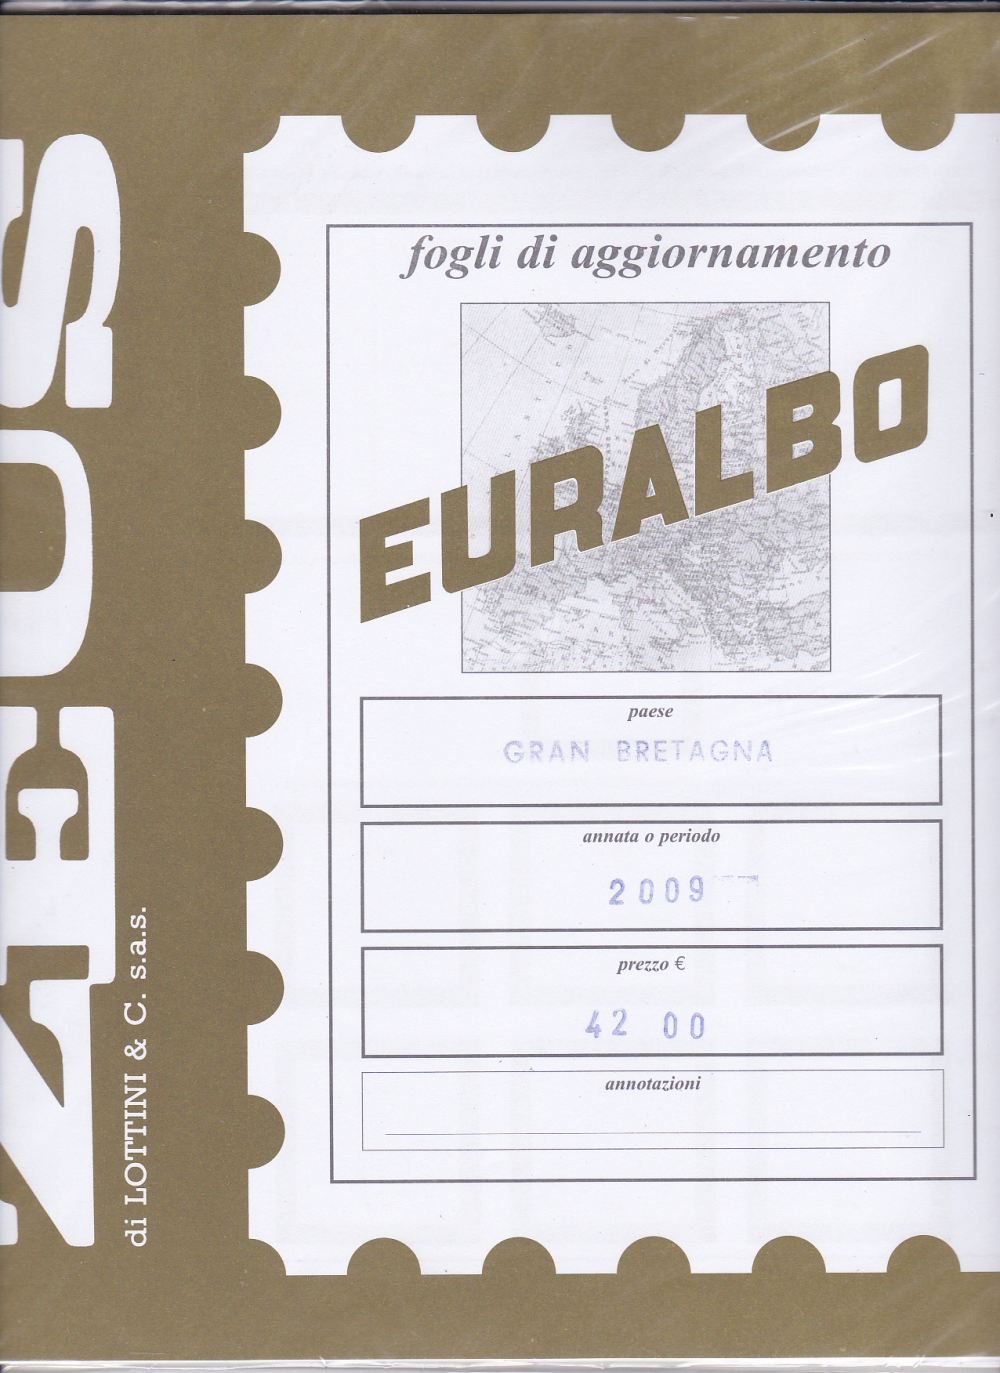 ZEUS
di LOTTINI & C. s.a.s.
fogli di aggiornamento
EURALBO
paese
GRAN BRETAGNA
annata o periodo
2009
prezzo €
42 00
annotazioni